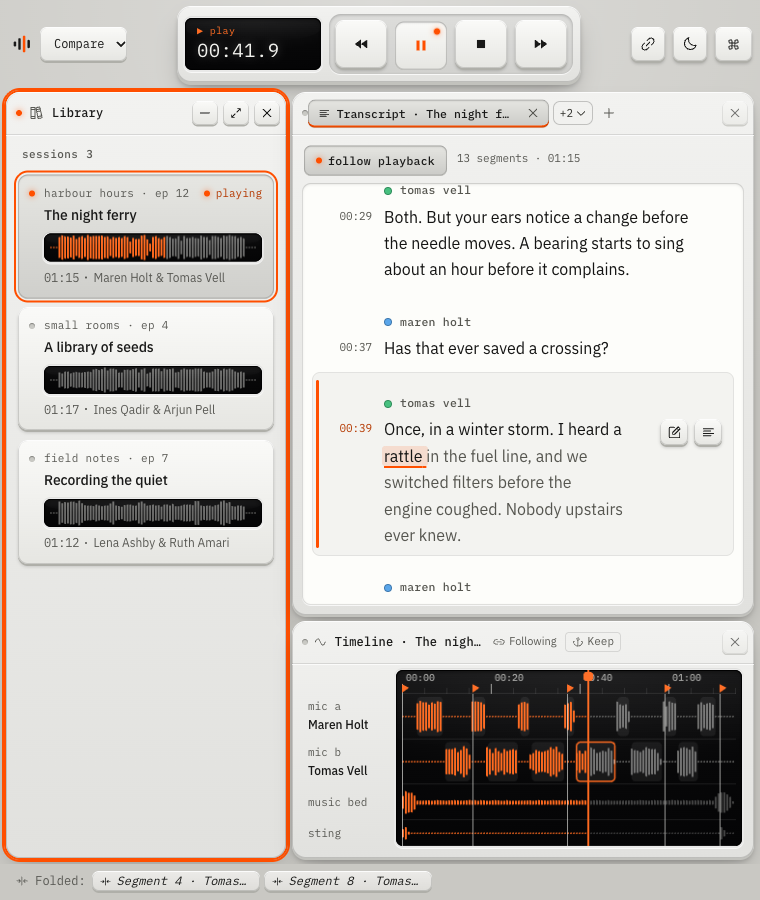 Compare
▶ play
00:41.9
Library
sessions 3
harbour hours · ep 12
playing
The night ferry
01:15 · Maren Holt & Tomas Vell
small rooms · ep 4
A library of seeds
01:17 · Ines Qadir & Arjun Pell
field notes · ep 7
Recording the quiet
01:12 · Lena Ashby & Ruth Amari
Transcript · The night f…
+2
follow playback
13 segments · 01:15
tomas vell
00:29
Both. But your ears notice a change before
the needle moves. A bearing starts to sing
about an hour before it complains.
maren holt
00:37
Has that ever saved a crossing?
tomas vell
00:39
Once, in a winter storm. I heard a
rattle in the fuel line, and we
switched filters before the
engine coughed. Nobody upstairs
ever knew.
maren holt
Timeline · The nigh…
Following
Keep
00:00
00:20
:40
01:00
mic a
Maren Holt
mic b
Tomas Vell
music bed
sting
Folded:
Segment 4 · Tomas…
Segment 8 · Tomas…